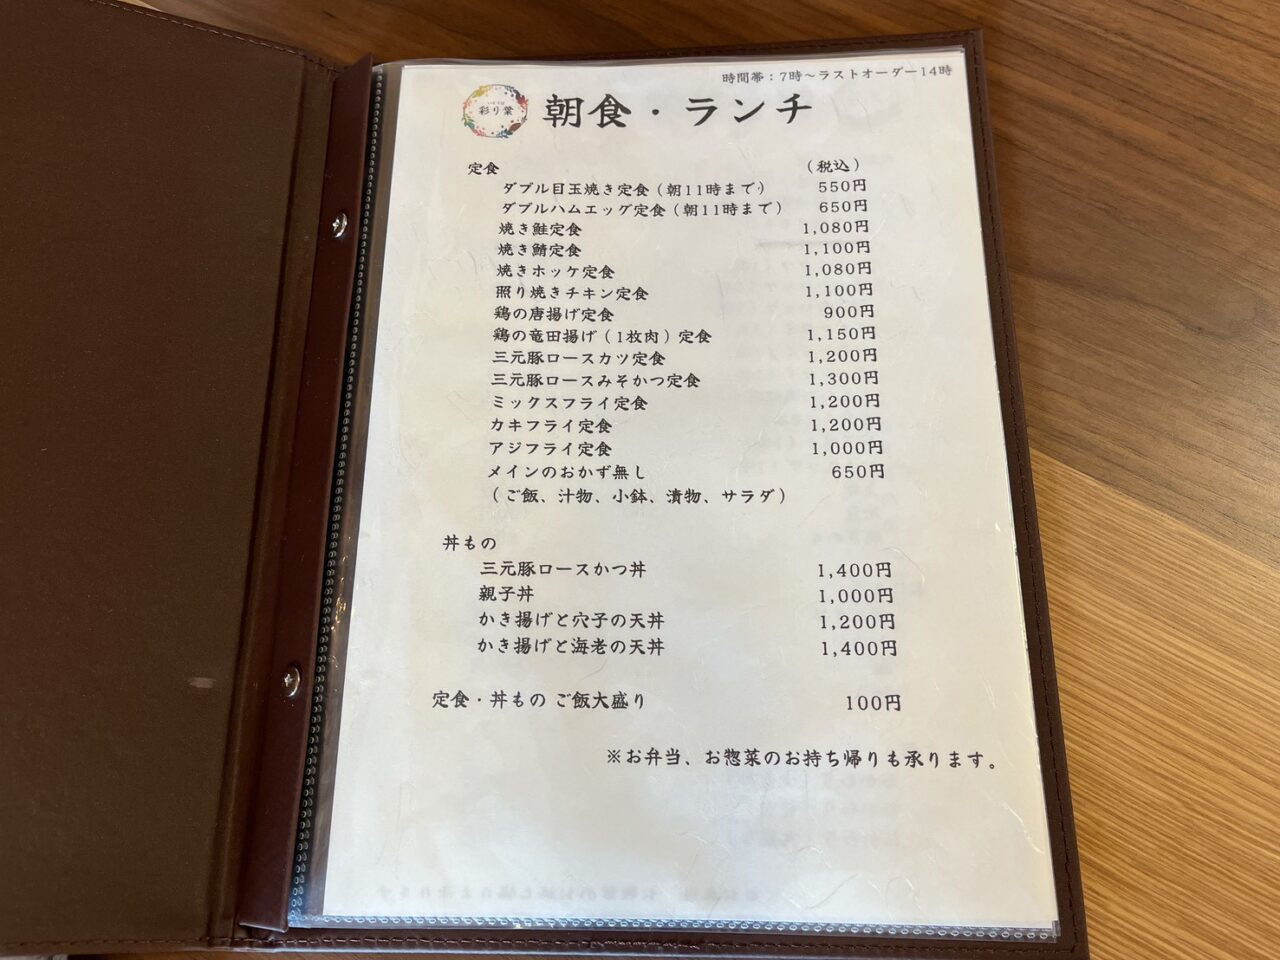 時間帯：7時～ラストオーダー14時
彩り葉
朝食・ランチ
定食 （税込）
ダブル目玉焼き定食（朝11時まで） 550円
ダブルハムエッグ定食（朝11時まで） 650円
焼き鮭定食 1,080円
焼き鯖定食 1,100円
焼きホッケ定食 1,080円
照り焼きチキン定食 1,100円
鶏の唐揚げ定食 900円
鶏の竜田揚げ（1枚肉）定食 1,150円
三元豚ロースカツ定食 1,200円
三元豚ロースみそかつ定食 1,300円
ミックスフライ定食 1,200円
カキフライ定食 1,200円
アジフライ定食 1,000円
メインのおかず無し 650円
（ご飯、汁物、小鉢、漬物、サラダ）
丼もの
三元豚ロースかつ丼 1,400円
親子丼 1,000円
かき揚げと穴子の天丼 1,200円
かき揚げと海老の天丼 1,400円
定食・丼もの ご飯大盛り 100円
※お弁当、お惣菜のお持ち帰りも承ります。